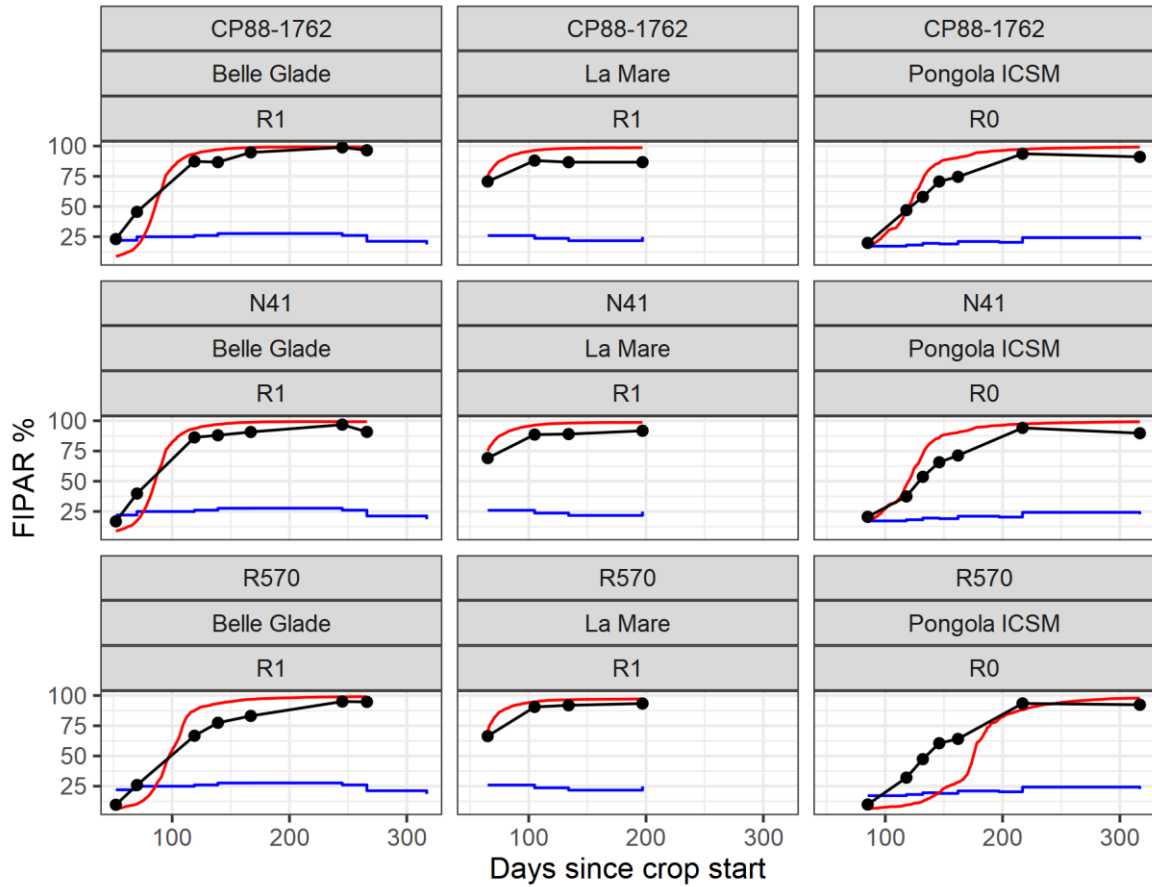 CP88-1762 CP88-1762 CP88-1762
Belle Glade La Mare Pongola ICSM
R1 R1 R0
100
75
50
25
N41 N41 N41
Belle Glade La Mare Pongola ICSM
R1 R1 R0
100
75
50
25
FIPAR %
R570 R570 R570
Belle Glade La Mare Pongola ICSM
R1 R1 R0
100
75
50
25
100 200 300 100 200 300 100 200 300
Days since crop start